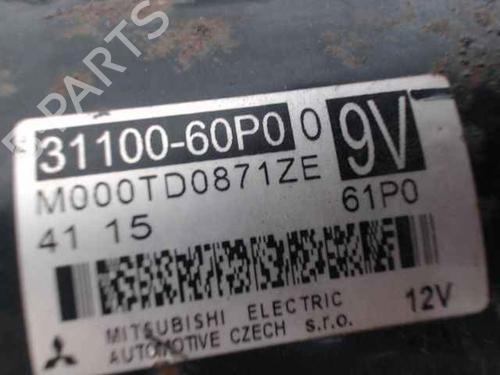 B PARTS
31100-60P0 0
9V
M000TD0871ZE
61P0
41 15
MITSUBISHI ELECTRIC
AUTOMOTIVE CZECH s.r.o.
12V